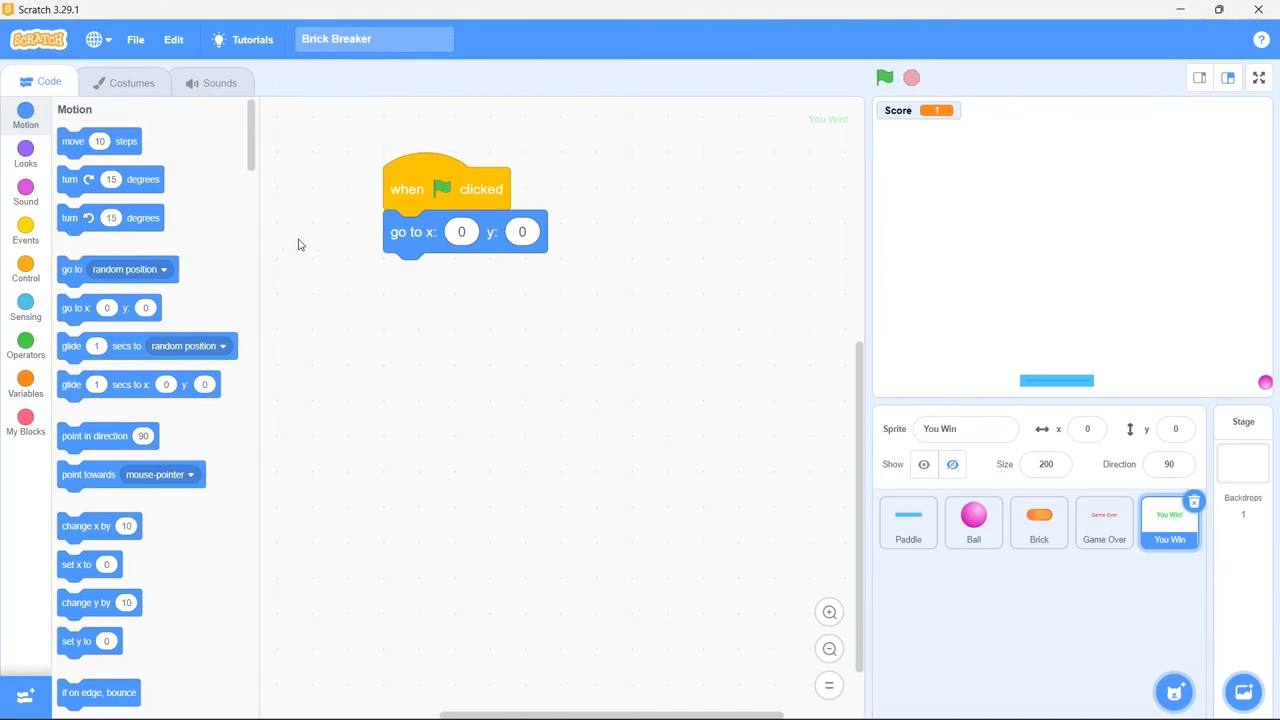 Scratch 3.29.1
SCRATCH File Edit Tutorials Brick Breaker ?
Code Costumes Sounds
Motion
Looks
Sound
Events
Control
Sensing
Operators
Variables
My Blocks
Motion
move 10 steps
turn 15 degrees
turn 15 degrees
go to random position
go to x: 0 y: 0
glide 1 secs to random position
glide 1 secs to x: 0 y: 0
point in direction 90
point towards mouse-pointer
change x by 10
set x to 0
change y by 10
set y to 0
if on edge, bounce
You Win!
when clicked
go to x: 0 y: 0
Score 1
Sprite You Win x 0 y 0
Show Size 200 Direction 90
Paddle
Ball
Brick
Game Over
Game Over
You Win!
You Win
Stage
Backdrops
1